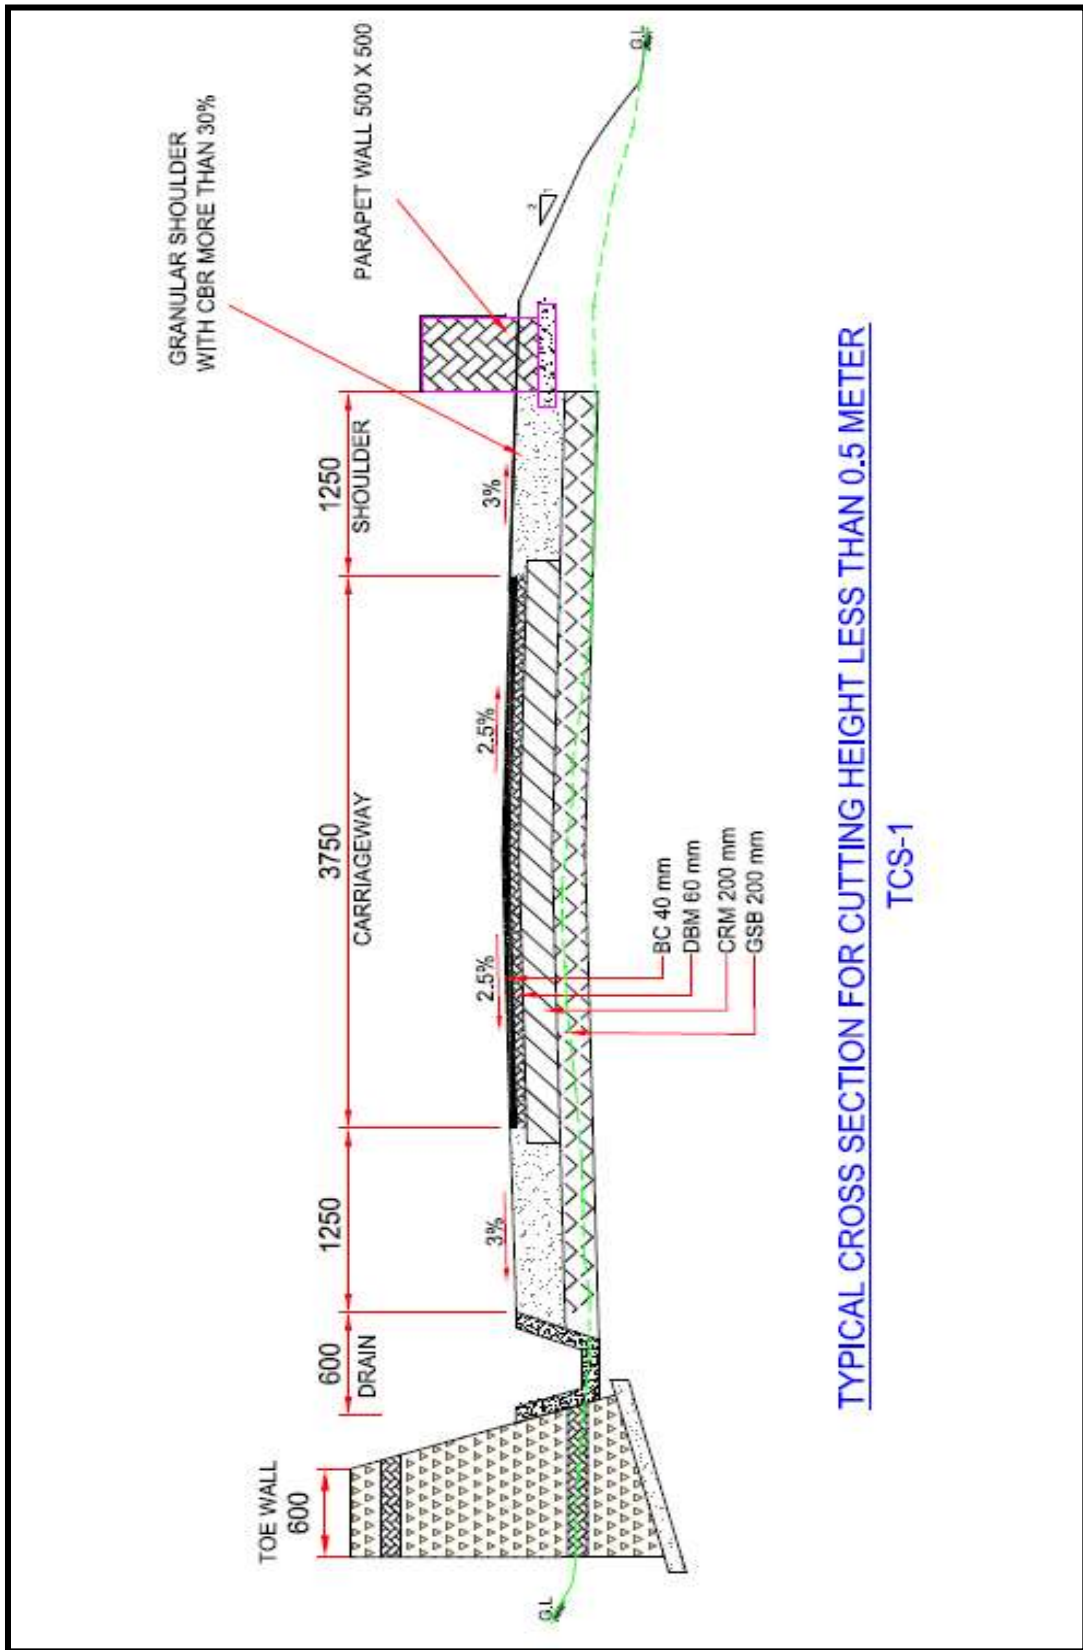 GRANULAR SHOULDER
WITH CBR MORE THAN 30%
PARAPET WALL 500 X 500
TOE WALL
600
600
DRAIN
1250
3750
CARRIAGEWAY
1250
SHOULDER
3%
2.5%
2.5%
3%
2
1
G.L
G.L
BC 40 mm
DBM 60 mm
CRM 200 mm
GSB 200 mm
TYPICAL CROSS SECTION FOR CUTTING HEIGHT LESS THAN 0.5 METER
TCS-1